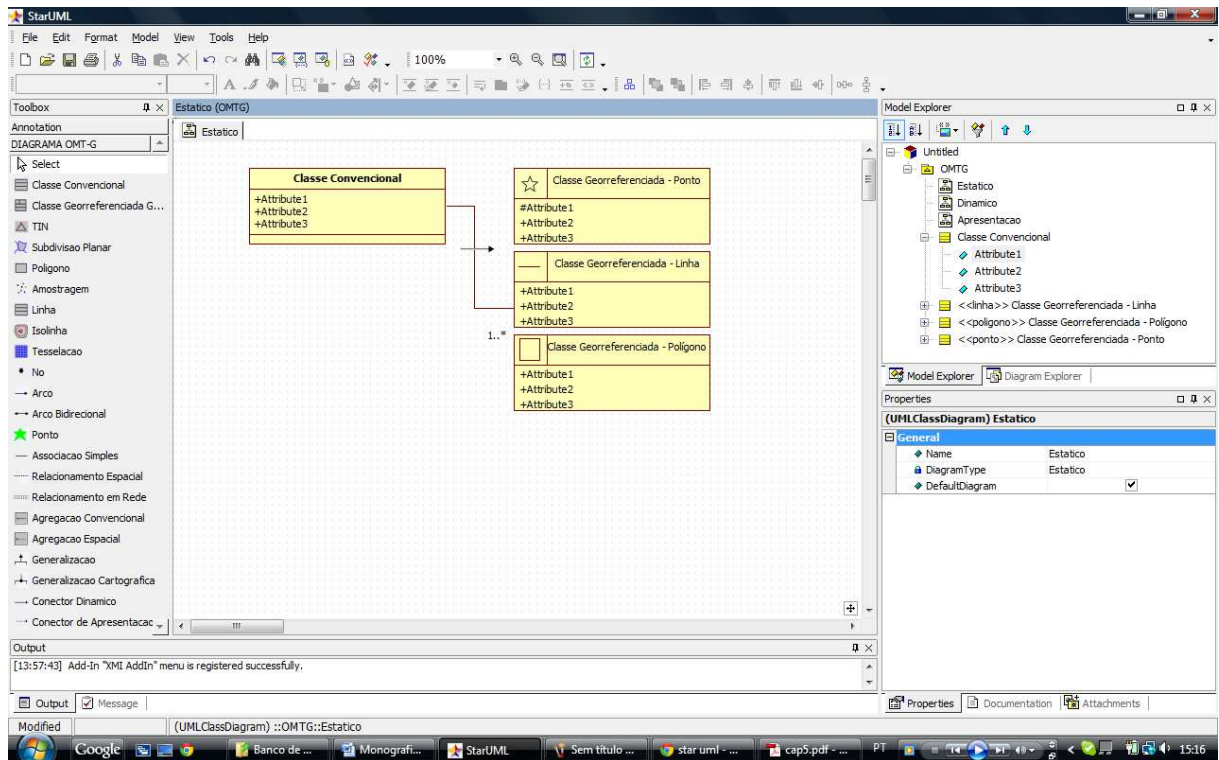 StarUML
File Edit Format Model View Tools Help
100%
Toolbox
Annotation
DIAGRAMA OMT-G
Select
Classe Convencional
Classe Georreferenciada G...
TIN
Subdivisao Planar
Poligono
Amostragem
Linha
Isolinha
Tesselacao
No
Arco
Arco Bidirecional
Ponto
Associacao Simples
Relacionamento Espacial
Relacionamento em Rede
Agregacao Convencional
Agregacao Espacial
Generalizacao
Generalizacao Cartografica
Conector Dinamico
Conector de Apresentacac
Estatico (OMTG)
Estatico
Classe Convencional
+Attribute1
+Attribute2
+Attribute3
Classe Georreferenciada - Ponto
#Attribute1
+Attribute2
+Attribute3
Classe Georreferenciada - Linha
+Attribute1
+Attribute2
+Attribute3
1..*
Classe Georreferenciada - Polígono
+Attribute1
+Attribute2
+Attribute3
Model Explorer
Untitled
OMTG
Estatico
Dinamico
Apresentacao
Classe Convencional
Attribute1
Attribute2
Attribute3
<<linha>> Classe Georreferenciada - Linha
<<poligono>> Classe Georreferenciada - Polígono
<<ponto>> Classe Georreferenciada - Ponto
Model Explorer Diagram Explorer
Properties
(UMLClassDiagram) Estatico
General
Name Estatico
DiagramType Estatico
DefaultDiagram
Properties Documentation Attachments
Output
[13:57:43] Add-In "XMI AddIn" menu is registered successfully.
Output Message
Modified (UMLClassDiagram) ::OMTG::Estatico
Google Banco de ... Monografi... StarUML Sem título ... star uml - ... cap5.pdf - ... PT 15:16